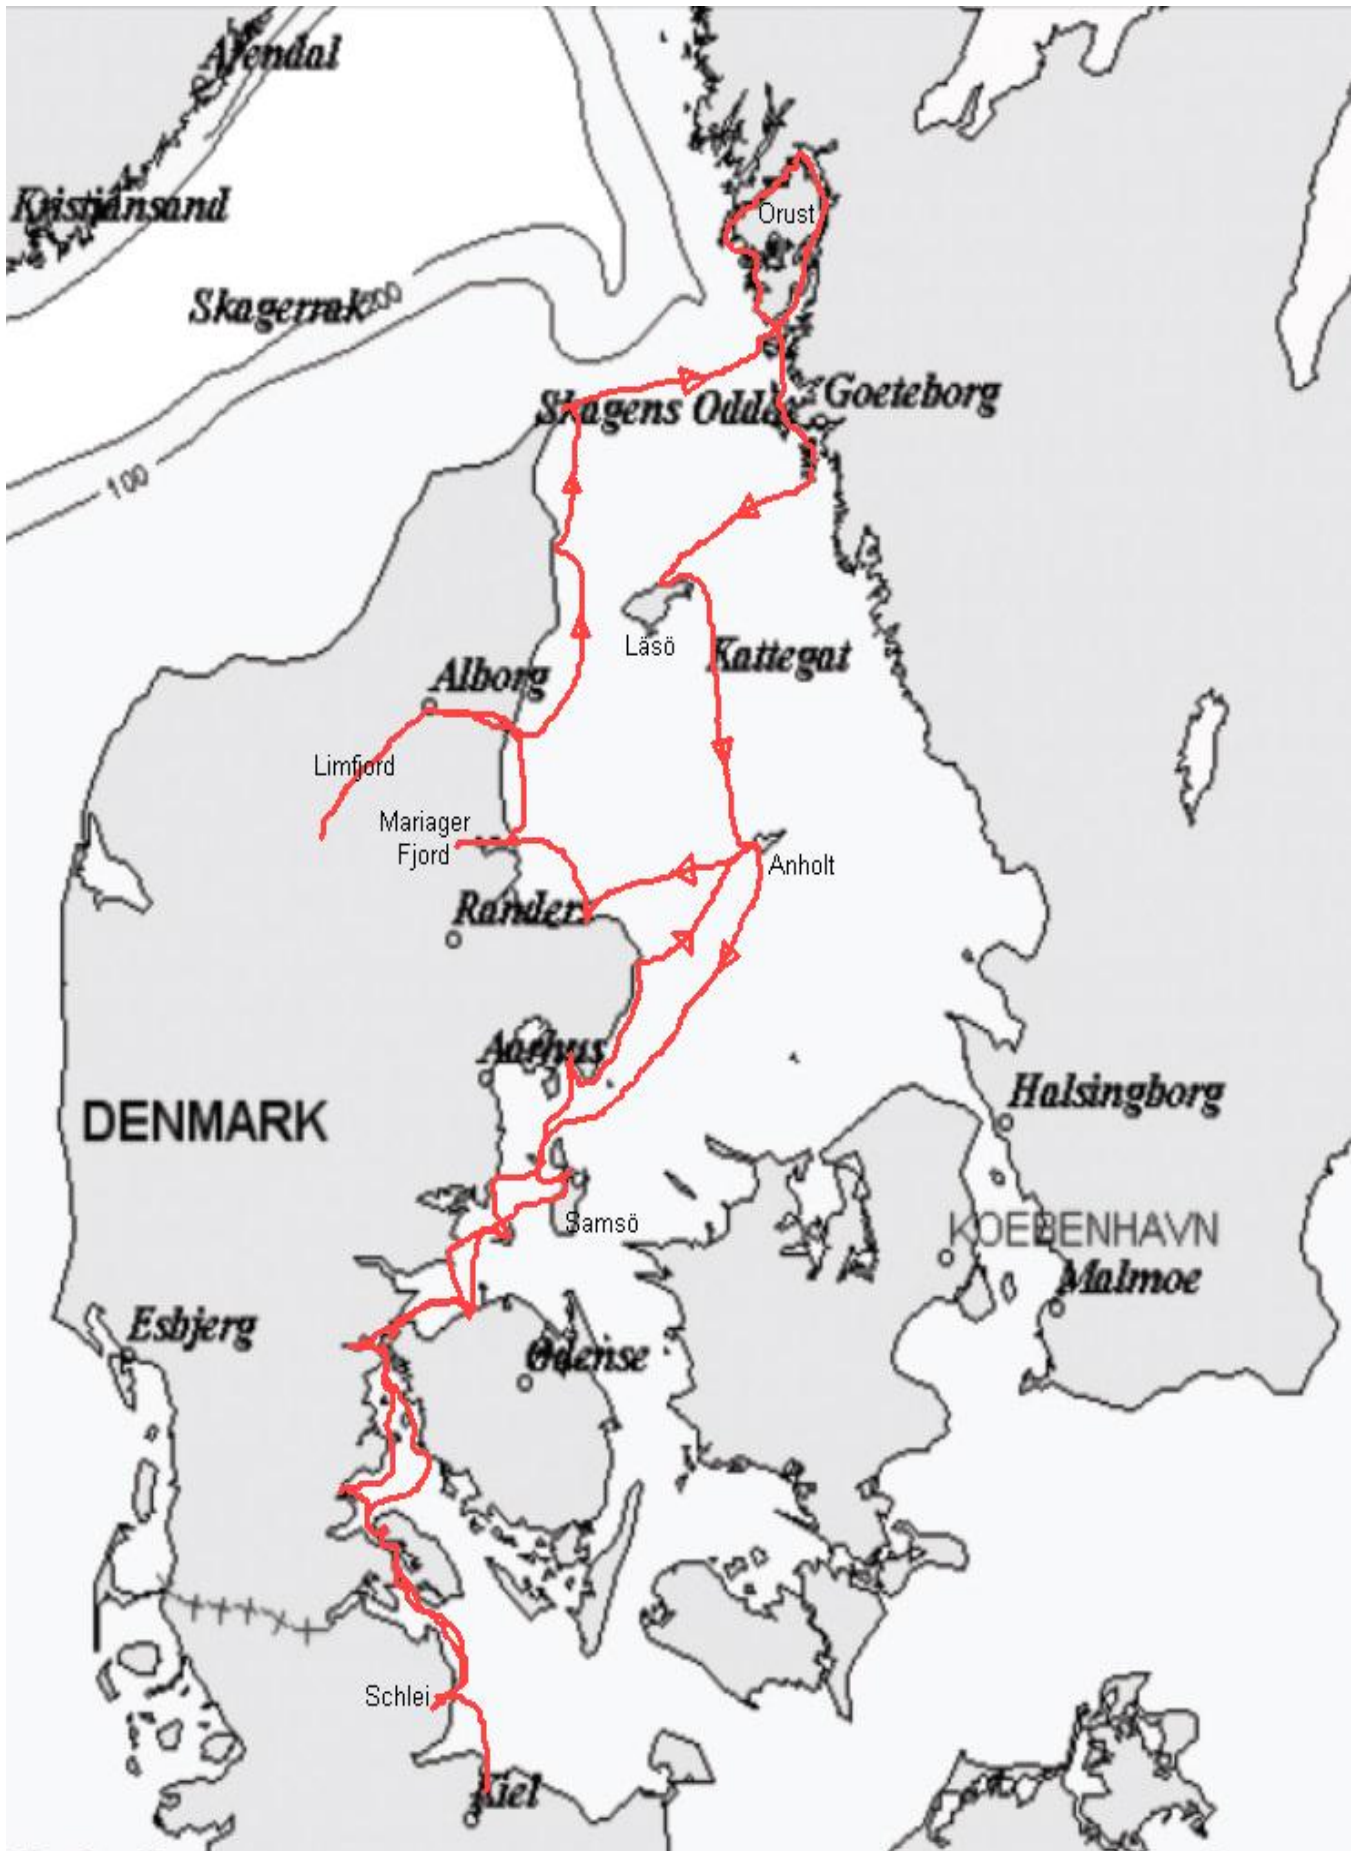 Arendal
Kristiansand
Orust
Skagerrak
200
Skagens Odde
Goeteborg
100
Läsö
Kattegat
Alborg
Limfjord
Mariager
Fjord
Anholt
Randers
Aarhus
DENMARK
Halsingborg
Samsö
KOEBENHAVN
Malmoe
Esbjerg
Odense
Schlei
Kiel